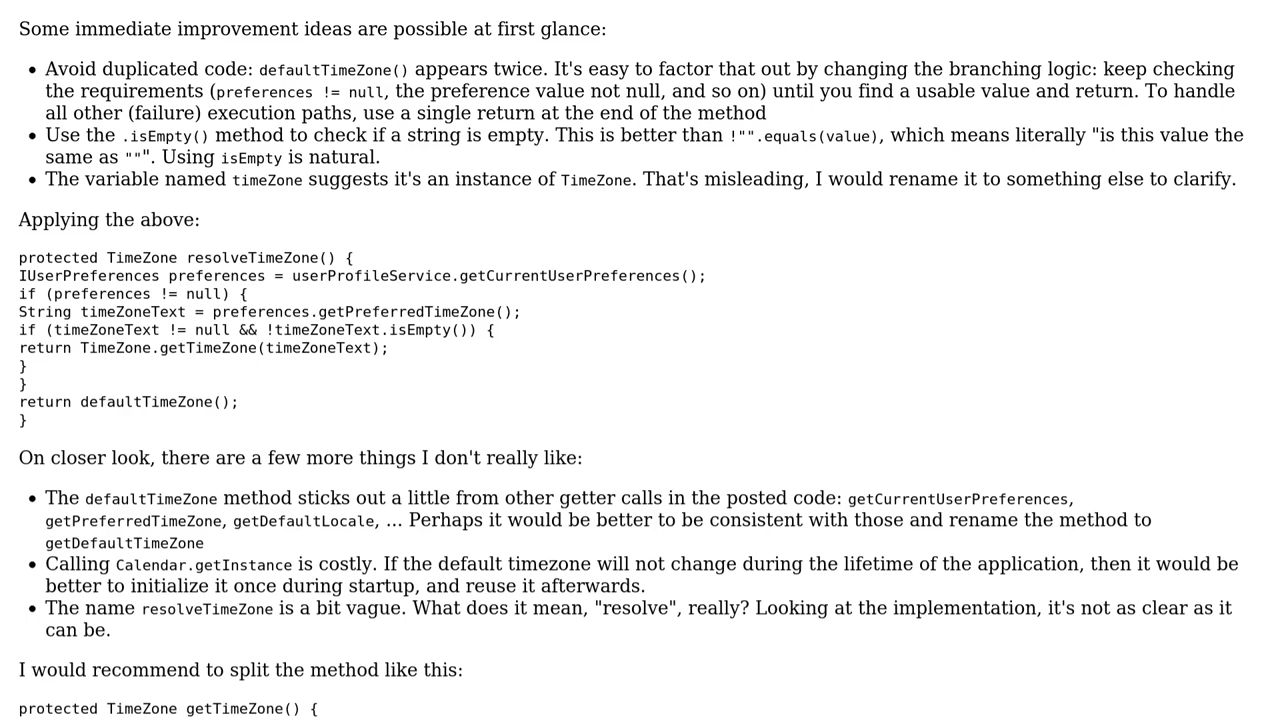 Some immediate improvement ideas are possible at first glance:
• Avoid duplicated code: defaultTimeZone() appears twice. It's easy to factor that out by changing the branching logic: keep checking
the requirements (preferences != null, the preference value not null, and so on) until you find a usable value and return. To handle
all other (failure) execution paths, use a single return at the end of the method
• Use the .isEmpty() method to check if a string is empty. This is better than !"".equals(value), which means literally "is this value the
same as """. Using isEmpty is natural.
• The variable named timeZone suggests it's an instance of TimeZone. That's misleading, I would rename it to something else to clarify.
Applying the above:
protected TimeZone resolveTimeZone() {
IUserPreferences preferences = userProfileService.getCurrentUserPreferences();
if (preferences != null) {
String timeZoneText = preferences.getPreferredTimeZone();
if (timeZoneText != null && !timeZoneText.isEmpty()) {
return TimeZone.getTimeZone(timeZoneText);
}
}
return defaultTimeZone();
}
On closer look, there are a few more things I don't really like:
• The defaultTimeZone method sticks out a little from other getter calls in the posted code: getCurrentUserPreferences,
getPreferredTimeZone, getDefaultLocale, ... Perhaps it would be better to be consistent with those and rename the method to
getDefaultTimeZone
• Calling Calendar.getInstance is costly. If the default timezone will not change during the lifetime of the application, then it would be
better to initialize it once during startup, and reuse it afterwards.
• The name resolveTimeZone is a bit vague. What does it mean, "resolve", really? Looking at the implementation, it's not as clear as it
can be.
I would recommend to split the method like this:
protected TimeZone getTimeZone() {